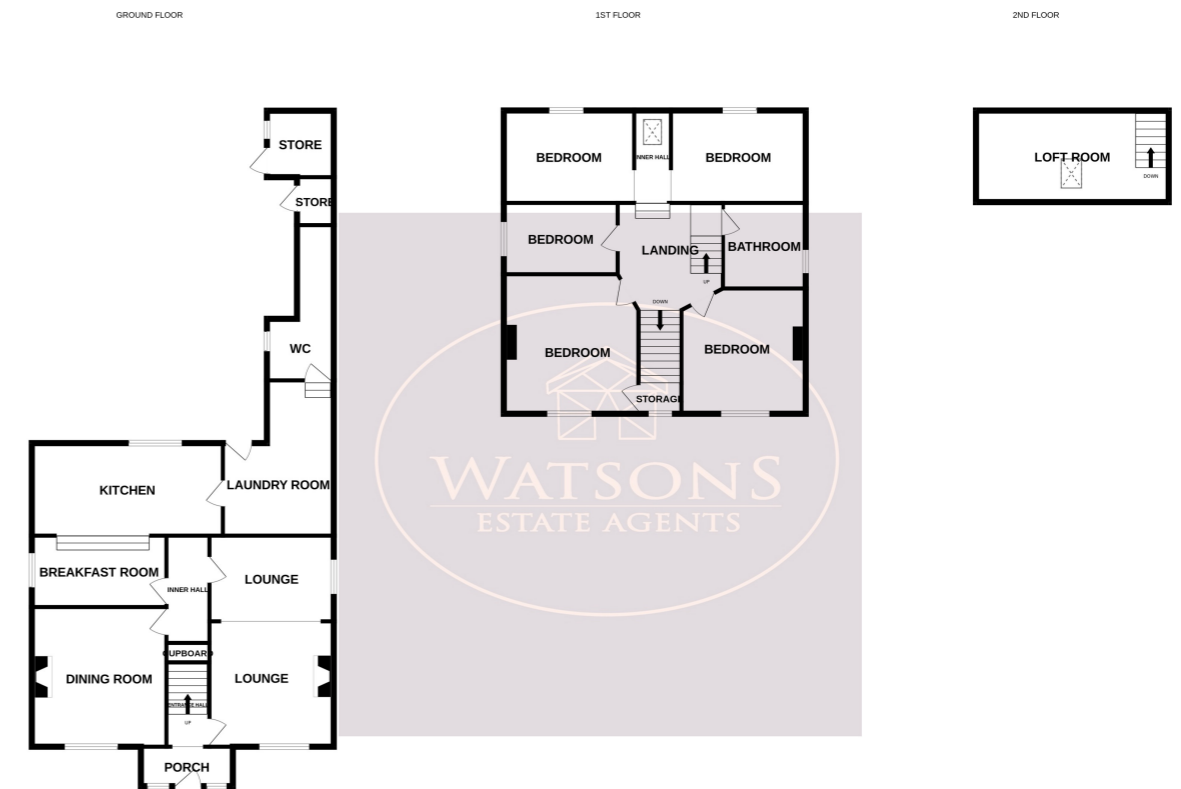 GROUND FLOOR
1ST FLOOR
2ND FLOOR
STORE
STORE
WC
KITCHEN
LAUNDRY ROOM
BREAKFAST ROOM
INNER HALL
LOUNGE
CUPBOARD
DINING ROOM
LOUNGE
ENTRANCE HALL
UP
PORCH
BEDROOM
INNER HALL
BEDROOM
BEDROOM
LANDING
BATHROOM
UP
DOWN
BEDROOM
BEDROOM
STORAGE
LOFT ROOM
DOWN
WATSONS
ESTATE AGENTS